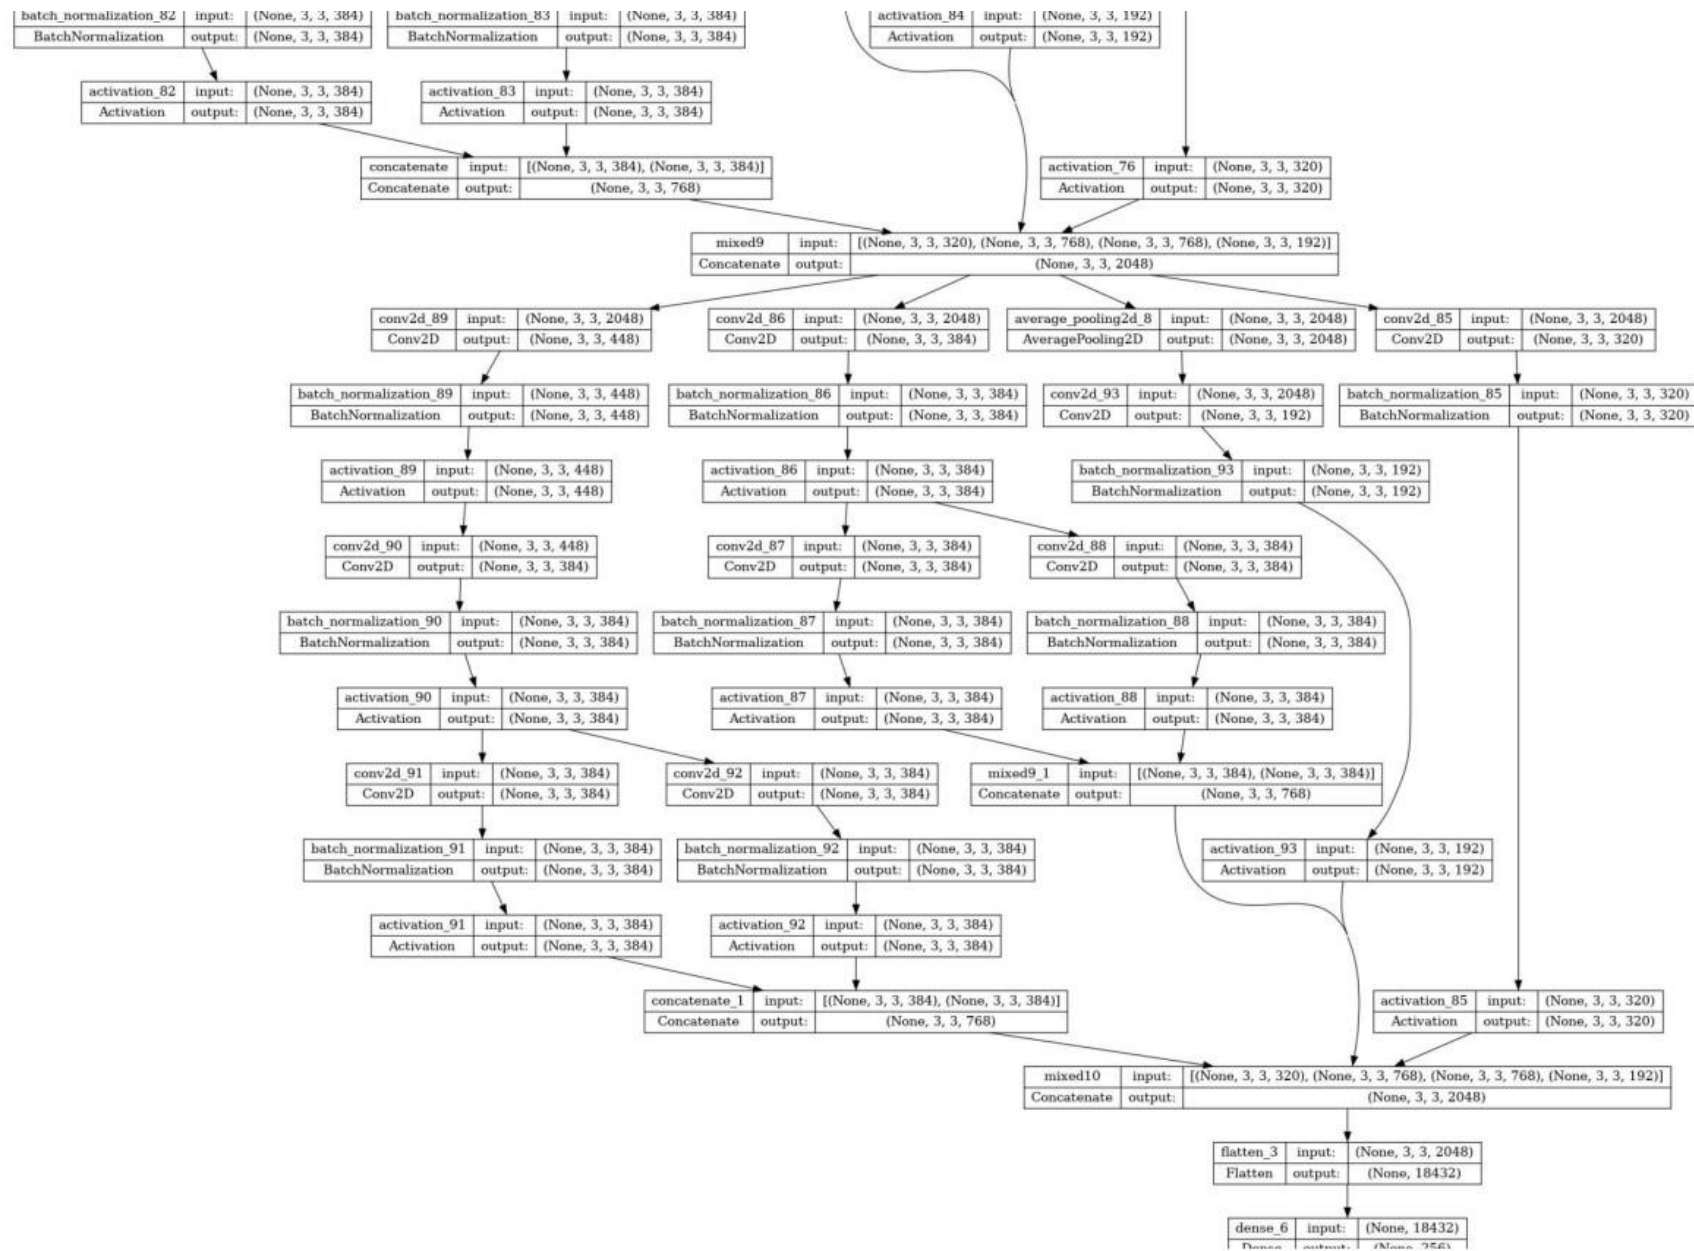 batch_normalization_82 input: (None, 3, 3, 384)
BatchNormalization output: (None, 3, 3, 384)
batch_normalization_83 input: (None, 3, 3, 384)
BatchNormalization output: (None, 3, 3, 384)
activation_84 input: (None, 3, 3, 192)
Activation output: (None, 3, 3, 192)
activation_82 input: (None, 3, 3, 384)
Activation output: (None, 3, 3, 384)
activation_83 input: (None, 3, 3, 384)
Activation output: (None, 3, 3, 384)
concatenate input: [(None, 3, 3, 384), (None, 3, 3, 384)]
Concatenate output: (None, 3, 3, 768)
activation_76 input: (None, 3, 3, 320)
Activation output: (None, 3, 3, 320)
mixed9 input: [(None, 3, 3, 320), (None, 3, 3, 768), (None, 3, 3, 768), (None, 3, 3, 192)]
Concatenate output: (None, 3, 3, 2048)
conv2d_89 input: (None, 3, 3, 2048)
Conv2D output: (None, 3, 3, 448)
conv2d_86 input: (None, 3, 3, 2048)
Conv2D output: (None, 3, 3, 384)
average_pooling2d_8 input: (None, 3, 3, 2048)
AveragePooling2D output: (None, 3, 3, 2048)
conv2d_85 input: (None, 3, 3, 2048)
Conv2D output: (None, 3, 3, 320)
batch_normalization_89 input: (None, 3, 3, 448)
BatchNormalization output: (None, 3, 3, 448)
batch_normalization_86 input: (None, 3, 3, 384)
BatchNormalization output: (None, 3, 3, 384)
conv2d_93 input: (None, 3, 3, 2048)
Conv2D output: (None, 3, 3, 192)
batch_normalization_85 input: (None, 3, 3, 320)
BatchNormalization output: (None, 3, 3, 320)
activation_89 input: (None, 3, 3, 448)
Activation output: (None, 3, 3, 448)
activation_86 input: (None, 3, 3, 384)
Activation output: (None, 3, 3, 384)
batch_normalization_93 input: (None, 3, 3, 192)
BatchNormalization output: (None, 3, 3, 192)
conv2d_90 input: (None, 3, 3, 448)
Conv2D output: (None, 3, 3, 384)
conv2d_87 input: (None, 3, 3, 384)
Conv2D output: (None, 3, 3, 384)
conv2d_88 input: (None, 3, 3, 384)
Conv2D output: (None, 3, 3, 384)
batch_normalization_90 input: (None, 3, 3, 384)
BatchNormalization output: (None, 3, 3, 384)
batch_normalization_87 input: (None, 3, 3, 384)
BatchNormalization output: (None, 3, 3, 384)
batch_normalization_88 input: (None, 3, 3, 384)
BatchNormalization output: (None, 3, 3, 384)
activation_90 input: (None, 3, 3, 384)
Activation output: (None, 3, 3, 384)
activation_87 input: (None, 3, 3, 384)
Activation output: (None, 3, 3, 384)
activation_88 input: (None, 3, 3, 384)
Activation output: (None, 3, 3, 384)
conv2d_91 input: (None, 3, 3, 384)
Conv2D output: (None, 3, 3, 384)
conv2d_92 input: (None, 3, 3, 384)
Conv2D output: (None, 3, 3, 384)
mixed9_1 input: [(None, 3, 3, 384), (None, 3, 3, 384)]
Concatenate output: (None, 3, 3, 768)
batch_normalization_91 input: (None, 3, 3, 384)
BatchNormalization output: (None, 3, 3, 384)
batch_normalization_92 input: (None, 3, 3, 384)
BatchNormalization output: (None, 3, 3, 384)
activation_93 input: (None, 3, 3, 192)
Activation output: (None, 3, 3, 192)
activation_91 input: (None, 3, 3, 384)
Activation output: (None, 3, 3, 384)
activation_92 input: (None, 3, 3, 384)
Activation output: (None, 3, 3, 384)
concatenate_1 input: [(None, 3, 3, 384), (None, 3, 3, 384)]
Concatenate output: (None, 3, 3, 768)
activation_85 input: (None, 3, 3, 320)
Activation output: (None, 3, 3, 320)
mixed10 input: [(None, 3, 3, 320), (None, 3, 3, 768), (None, 3, 3, 768), (None, 3, 3, 192)]
Concatenate output: (None, 3, 3, 2048)
flatten_3 input: (None, 3, 3, 2048)
Flatten output: (None, 18432)
dense_6 input: (None, 18432)
Dense output: (None, 256)